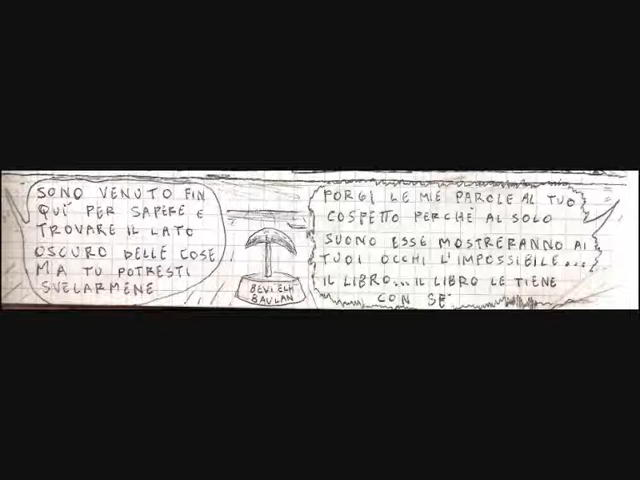 SONO VENUTO FIN
QUI PER SAPERE E
TROVARE IL LATO
OSCURO DELLE COSE
MA TU POTRESTI
SVELARMENE
BEVI ELH
BAULAN
PORGI LE MIE PAROLE AL TUO
COSPETTO PERCHÈ AL SOLO
SUONO ESSE MOSTRERANNO AI
TUOI OCCHI L'IMPOSSIBILE...
IL LIBRO... IL LIBRO LE TIENE
CON SE'